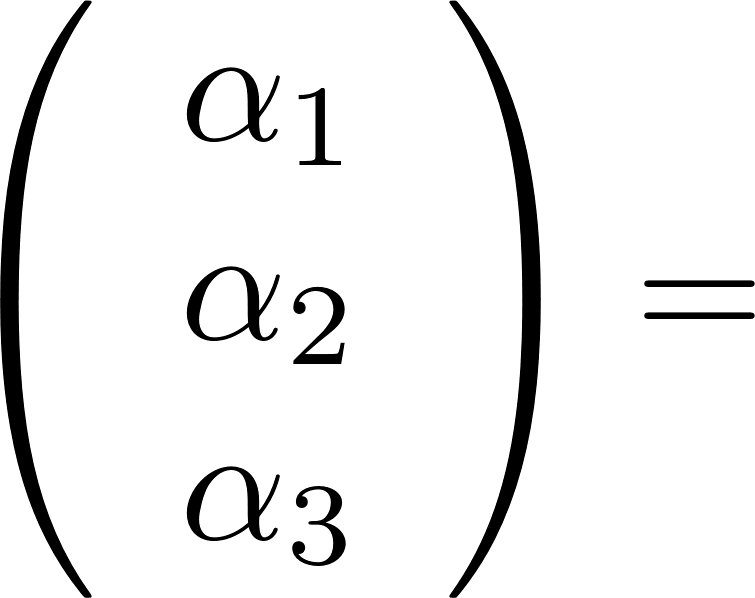 ( α₁
α₂
α₃ ) =